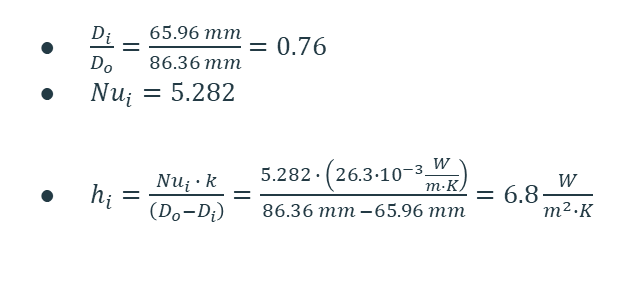 • D_i/D_o = 65.96 mm/86.36 mm = 0.76
• Nu_i = 5.282
• h_i = Nu_i · k/(D_o−D_i) = 5.282 · (26.3·10^−3 W/m·K)/86.36 mm − 65.96 mm = 6.8 W/m²·K